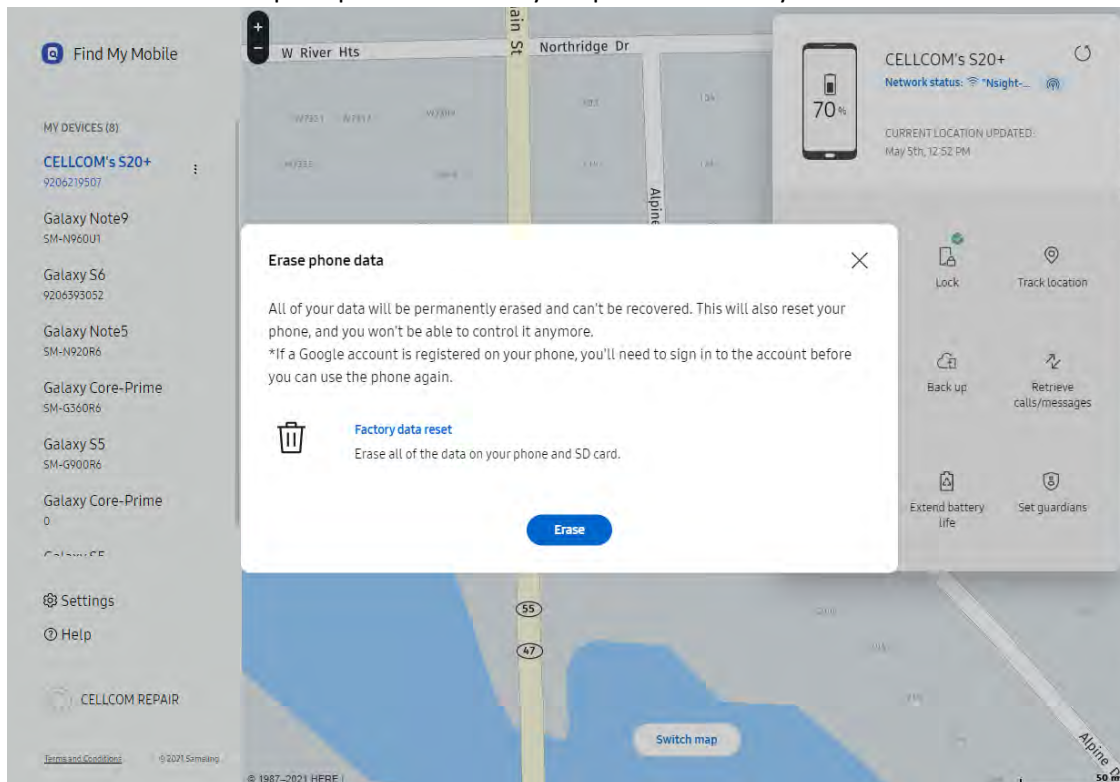 Find My Mobile
MY DEVICES (8)
CELLCOM's S20+
9206219507
Galaxy Note9
SM-N960U1
Galaxy S6
9206393052
Galaxy Note5
SM-N920R6
Galaxy Core-Prime
SM-G360R6
Galaxy S5
SM-G900R6
Galaxy Core-Prime
0
Settings
Help
CELLCOM REPAIR
Terms and Conditions ©2021 Samsung
+
-
W River Hts
ain St
Northridge Dr
Alpine
CELLCOM's S20+
Network status: "Nsight-...
70%
CURRENT LOCATION UPDATED:
May 5th, 12:52 PM
Lock
Track location
Back up
Retrieve
calls/messages
Extend battery
life
Set guardians
Erase phone data
All of your data will be permanently erased and can't be recovered. This will also reset your
phone, and you won't be able to control it anymore.
*If a Google account is registered on your phone, you'll need to sign in to the account before
you can use the phone again.
Factory data reset
Erase all of the data on your phone and SD card.
Erase
55
47
Switch map
Alpine
© 1987-2021 HERE